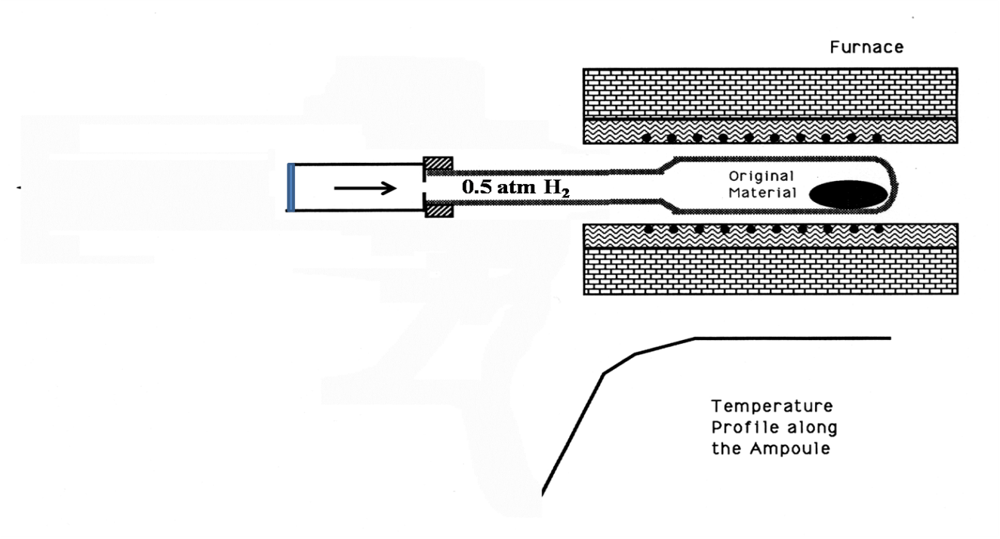 Furnace
0.5 atm H₂
Original
Material
Temperature
Profile along
the Ampoule